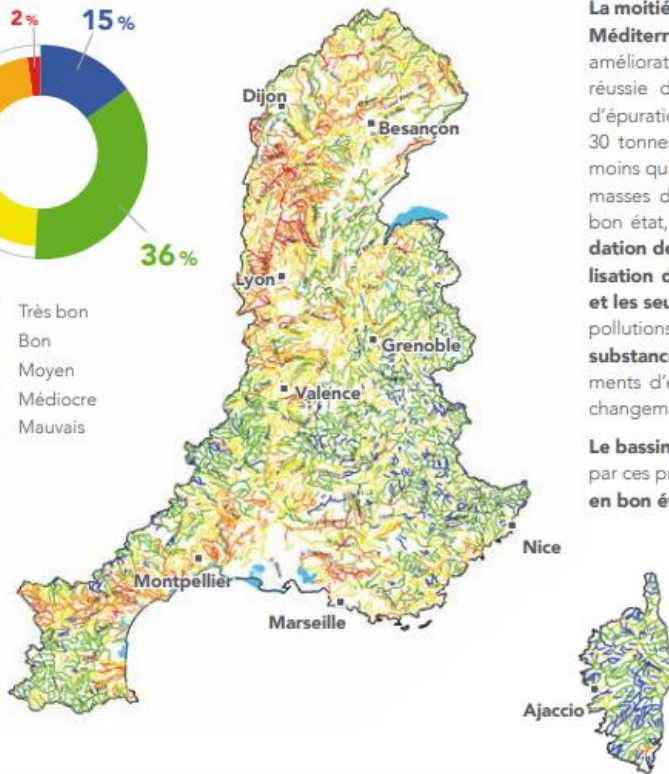 2 %
15 %
36 %
Très bon
Bon
Moyen
Médiocre
Mauvais
Dijon
Besançon
Lyon
Grenoble
Valence
Nice
Montpellier
Marseille
Ajaccio
La moitié
Méditerr
améliorat
réussie d
d'épuratio
30 tonne
moins qu
masses d
bon état,
dation de
lisation d
et les seu
pollutions
substance
ments d'é
changem
Le bassin
par ces pr
en bon é